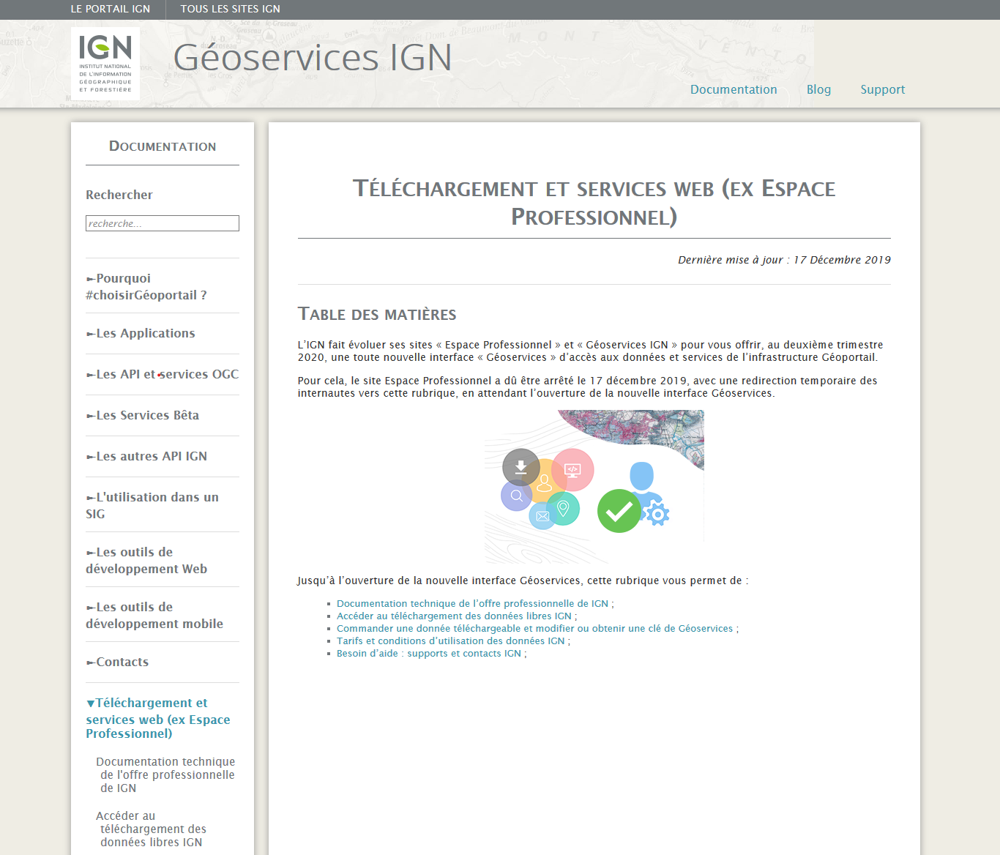 LE PORTAIL IGN
TOUS LES SITES IGN
IGN
INSTITUT NATIONAL
DE L'INFORMATION
GÉOGRAPHIQUE
ET FORESTIÈRE
Géoservices IGN
MONT
VENTO
Documentation
Blog
Support
Documentation
Rechercher
recherche...
►Pourquoi
#choisirGéoportail ?
►Les Applications
►Les API et services OGC
►Les Services Bêta
►Les autres API IGN
►L'utilisation dans un
SIG
►Les outils de
développement Web
►Les outils de
développement mobile
►Contacts
▼Téléchargement et
services web (ex Espace
Professionnel)
Documentation technique
de l'offre professionnelle
de IGN
Accéder au
téléchargement des
données libres IGN
Téléchargement et services web (ex Espace
Professionnel)
Dernière mise à jour : 17 Décembre 2019
Table des matières
L’IGN fait évoluer ses sites « Espace Professionnel » et « Géoservices IGN » pour vous offrir, au deuxième trimestre
2020, une toute nouvelle interface « Géoservices » d’accès aux données et services de l’infrastructure Géoportail.
Pour cela, le site Espace Professionnel a dû être arrêté le 17 décembre 2019, avec une redirection temporaire des
internautes vers cette rubrique, en attendant l’ouverture de la nouvelle interface Géoservices.
Jusqu’à l’ouverture de la nouvelle interface Géoservices, cette rubrique vous permet de :
Documentation technique de l’offre professionnelle de IGN ;
Accéder au téléchargement des données libres IGN ;
Commander une donnée téléchargeable et modifier ou obtenir une clé de Géoservices ;
Tarifs et conditions d’utilisation des données IGN ;
Besoin d’aide : supports et contacts IGN ;